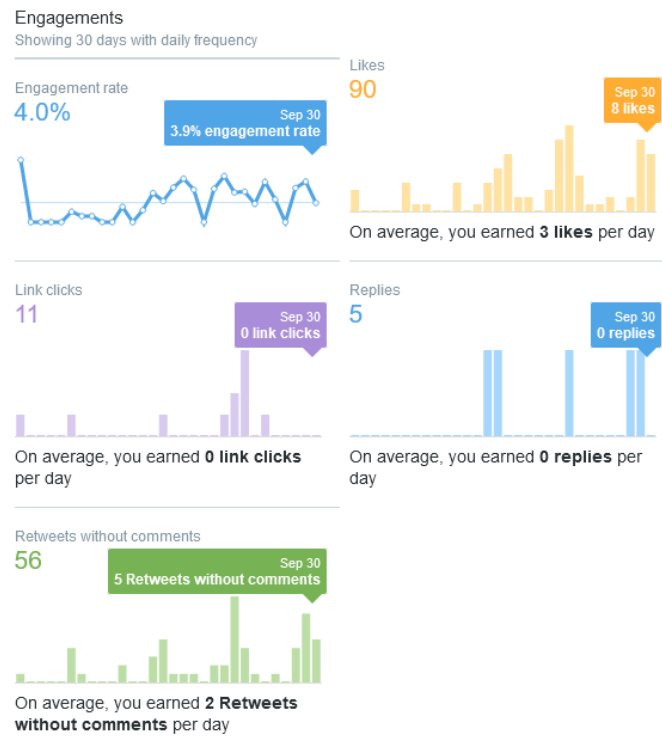 Engagements
Showing 30 days with daily frequency
Engagement rate
4.0%
Sep 30
3.9% engagement rate
Likes
90
Sep 30
8 likes
On average, you earned 3 likes per day
Link clicks
11
Sep 30
0 link clicks
On average, you earned 0 link clicks
per day
Replies
5
Sep 30
0 replies
On average, you earned 0 replies per
day
Retweets without comments
56
Sep 30
5 Retweets without comments
On average, you earned 2 Retweets
without comments per day